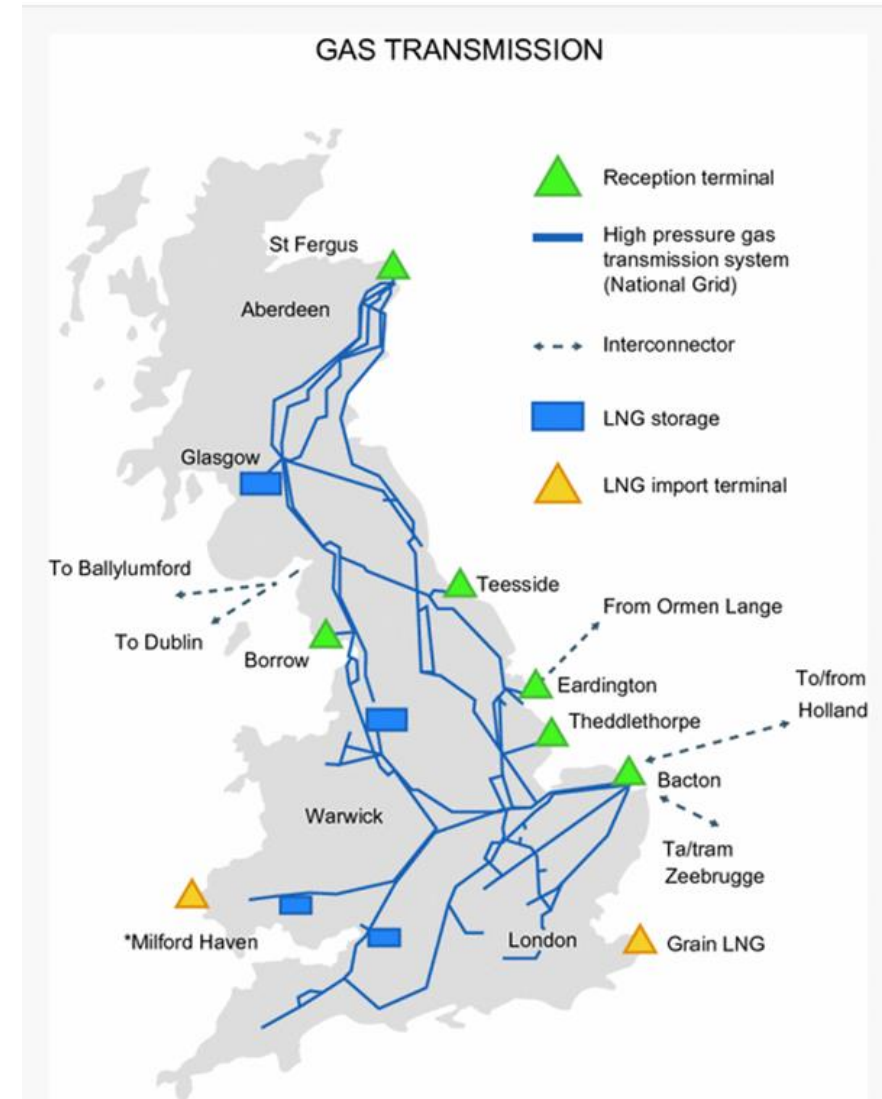 GAS TRANSMISSION
Reception terminal
High pressure gas
transmission system
(National Grid)
Interconnector
LNG storage
LNG import terminal
St Fergus
Aberdeen
Glasgow
To Ballylumford
To Dublin
Borrow
Teesside
From Ormen Lange
Eardington
Theddlethorpe
To/from
Holland
Bacton
Ta/tram
Zeebrugge
Warwick
*Milford Haven
London
Grain LNG